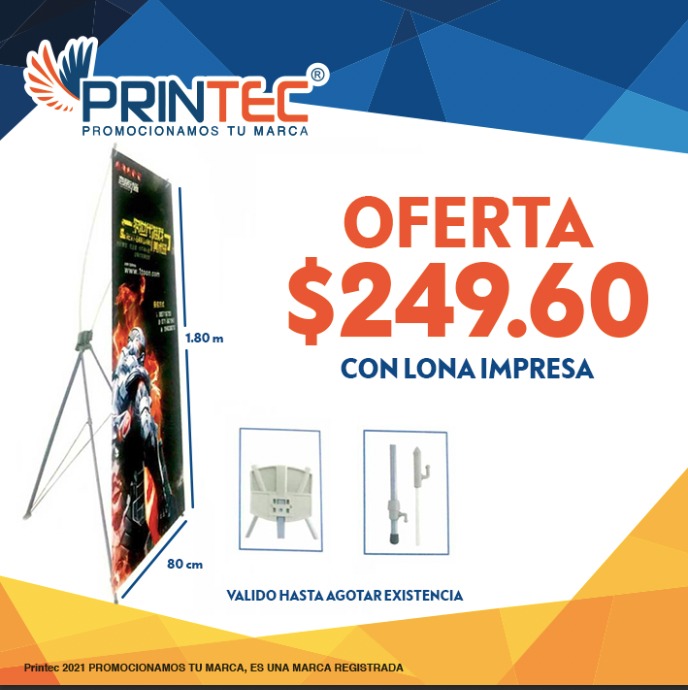 PRINTEC®
PROMOCIONAMOS TU MARCA
OFERTA
$249.60
CON LONA IMPRESA
1.80 m
80 cm
VALIDO HASTA AGOTAR EXISTENCIA
Printec 2021 PROMOCIONAMOS TU MARCA, ES UNA MARCA REGISTRADA